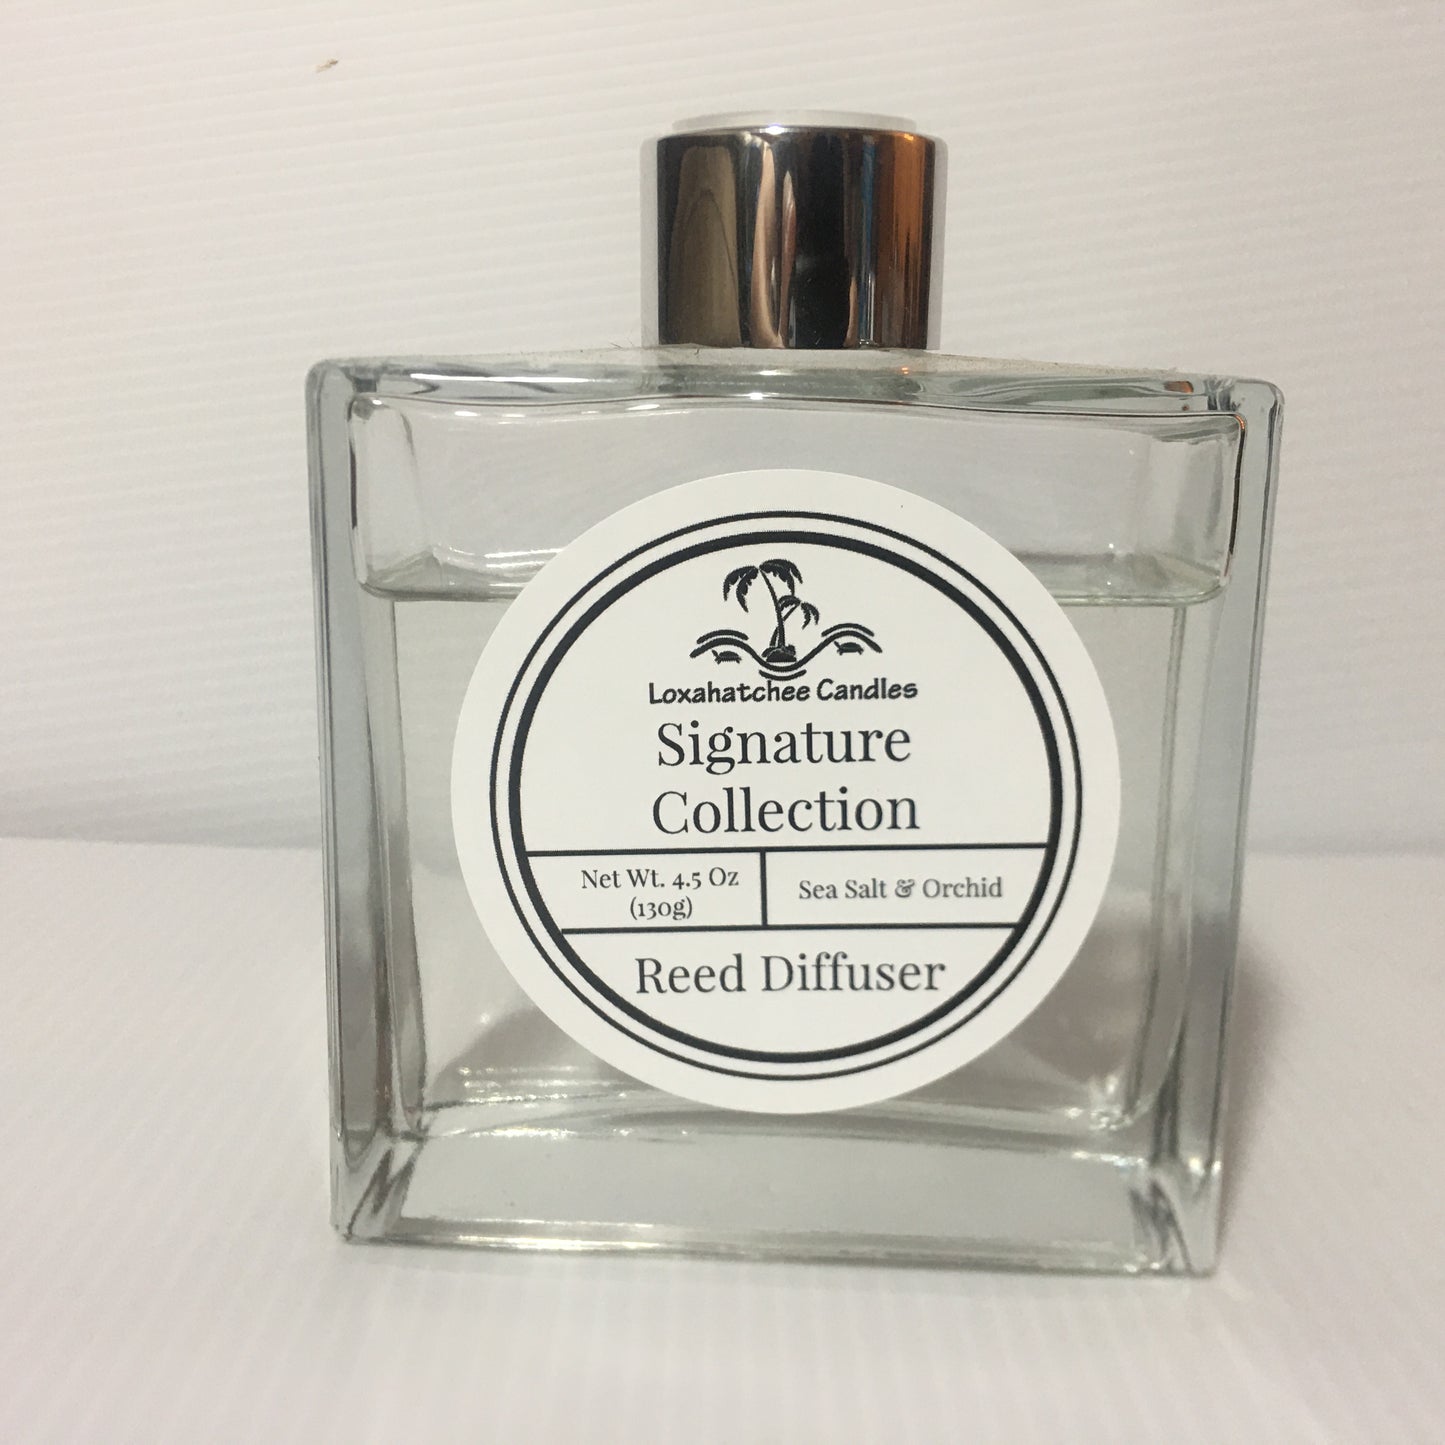 Loxahatchee Candles
Signature
Collection
Net Wt. 4.5 Oz
(130g)
Sea Salt & Orchid
Reed Diffuser